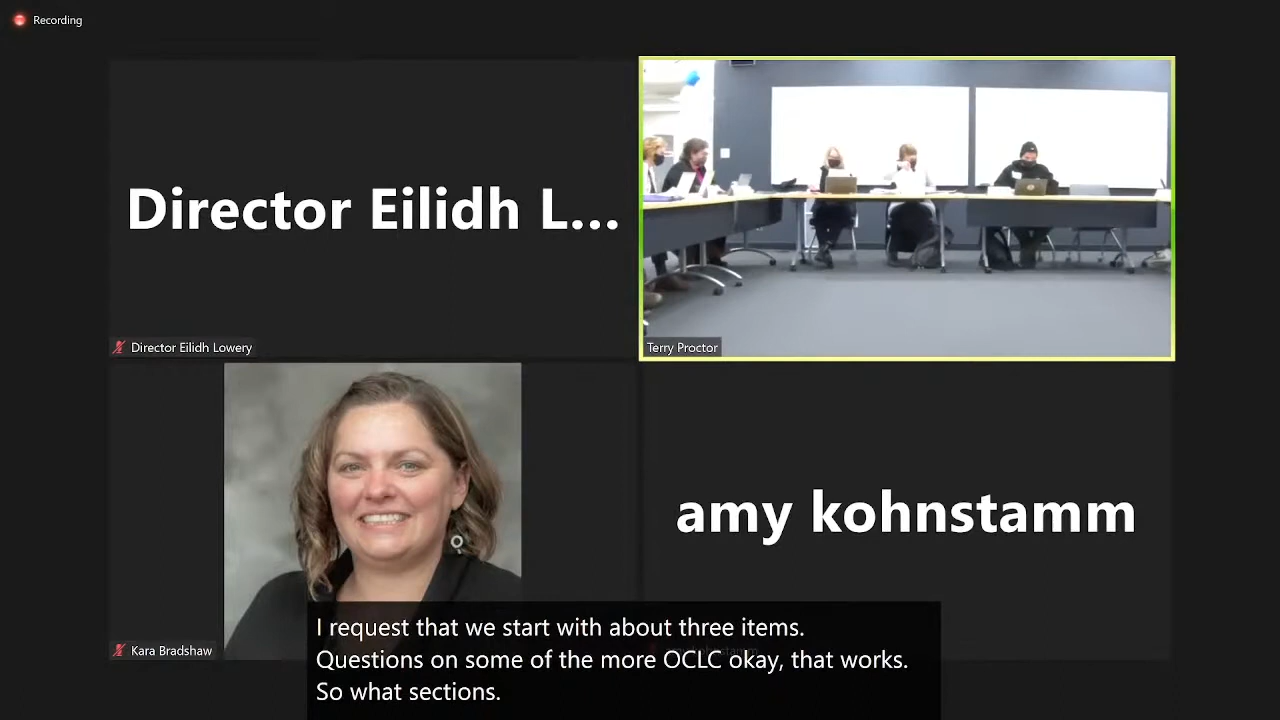 Recording
Director Eilidh L...
Director Eilidh Lowery
Terry Proctor
amy kohnstamm
Kara Bradshaw
I request that we start with about three items.
Questions on some of the more OCLC okay, that works.
So what sections.